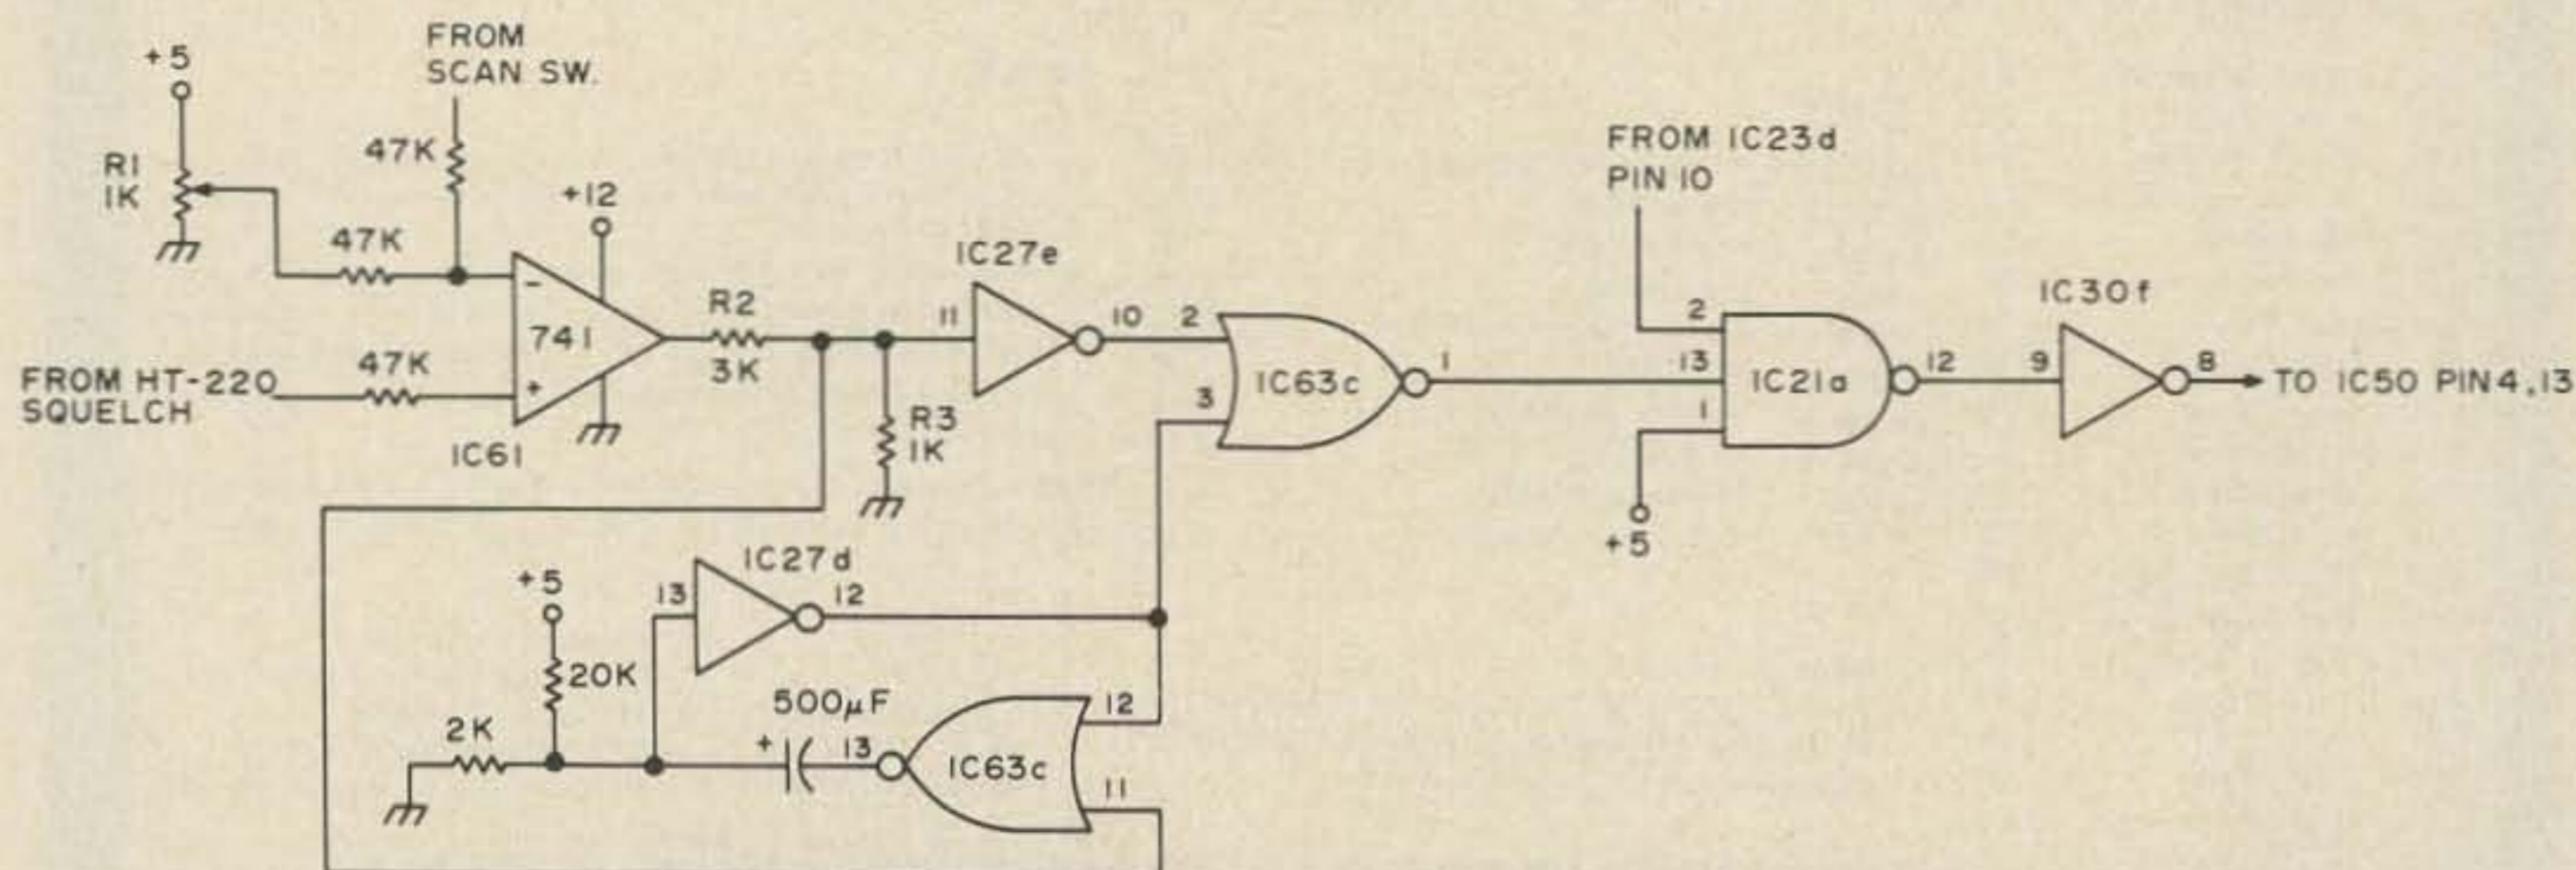 FROM
SCAN SW.
+5
47K
R1
1K
+12
47K
IC27e
FROM IC23d
PIN 10
IC30f
R2
3K
-
741
+
11
10
2
IC63c
1
3
2
13
1
IC21a
12
9
8
TO IC50 PIN 4,13
47K
FROM HT-220
SQUELCH
IC61
R3
1K
+5
IC27d
+5
13
12
20K
500µF
12
2K
+
13
IC63c
11